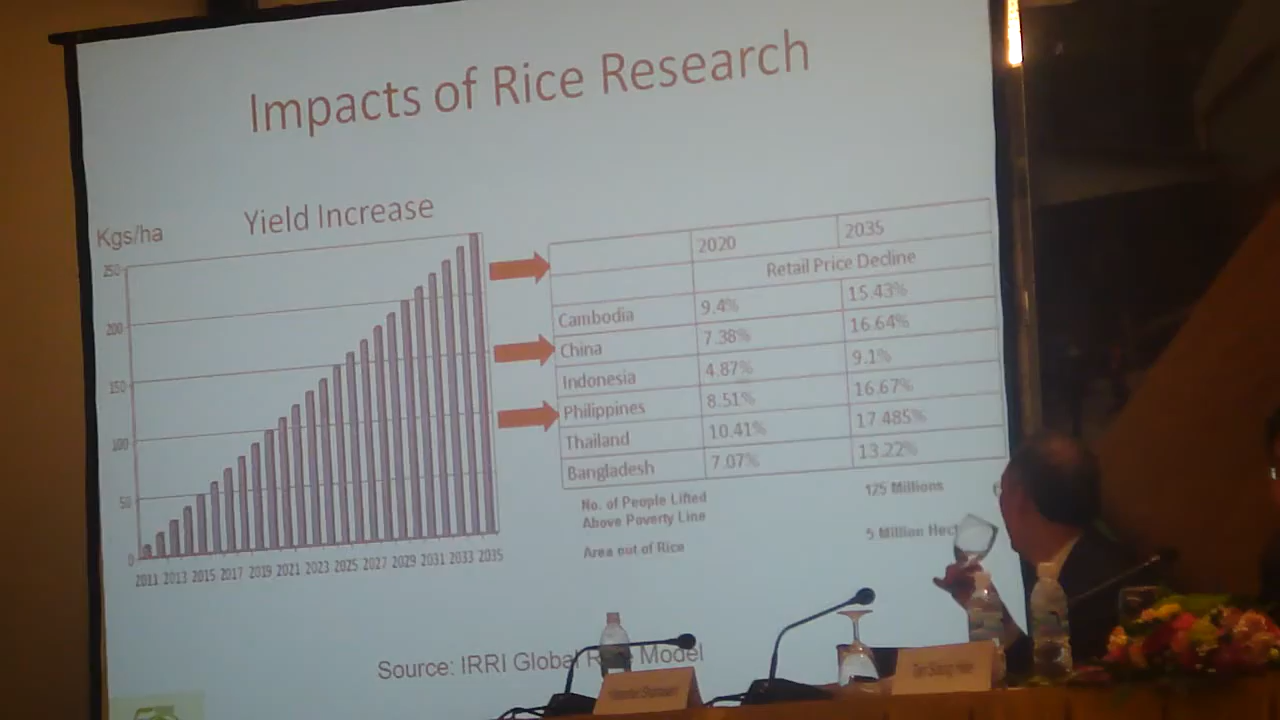 Impacts of Rice Research
Yield Increase
Kgs/ha
250
200
150
100
50
0
2011 2013 2015 2017 2019 2021 2023 2025 2027 2029 2031 2033 2035
2020 2035
Retail Price Decline
Cambodia 9.4% 15.43%
China 7.38% 16.64%
Indonesia 4.87% 9.1%
Philippines 8.51% 16.67%
Thailand 10.41% 17.485%
Bangladesh 7.07% 13.22%
No. of People Lifted
Above Poverty Line
125 Millions
Area out of Rice
5 Million Hect
Source: IRRI Global Model